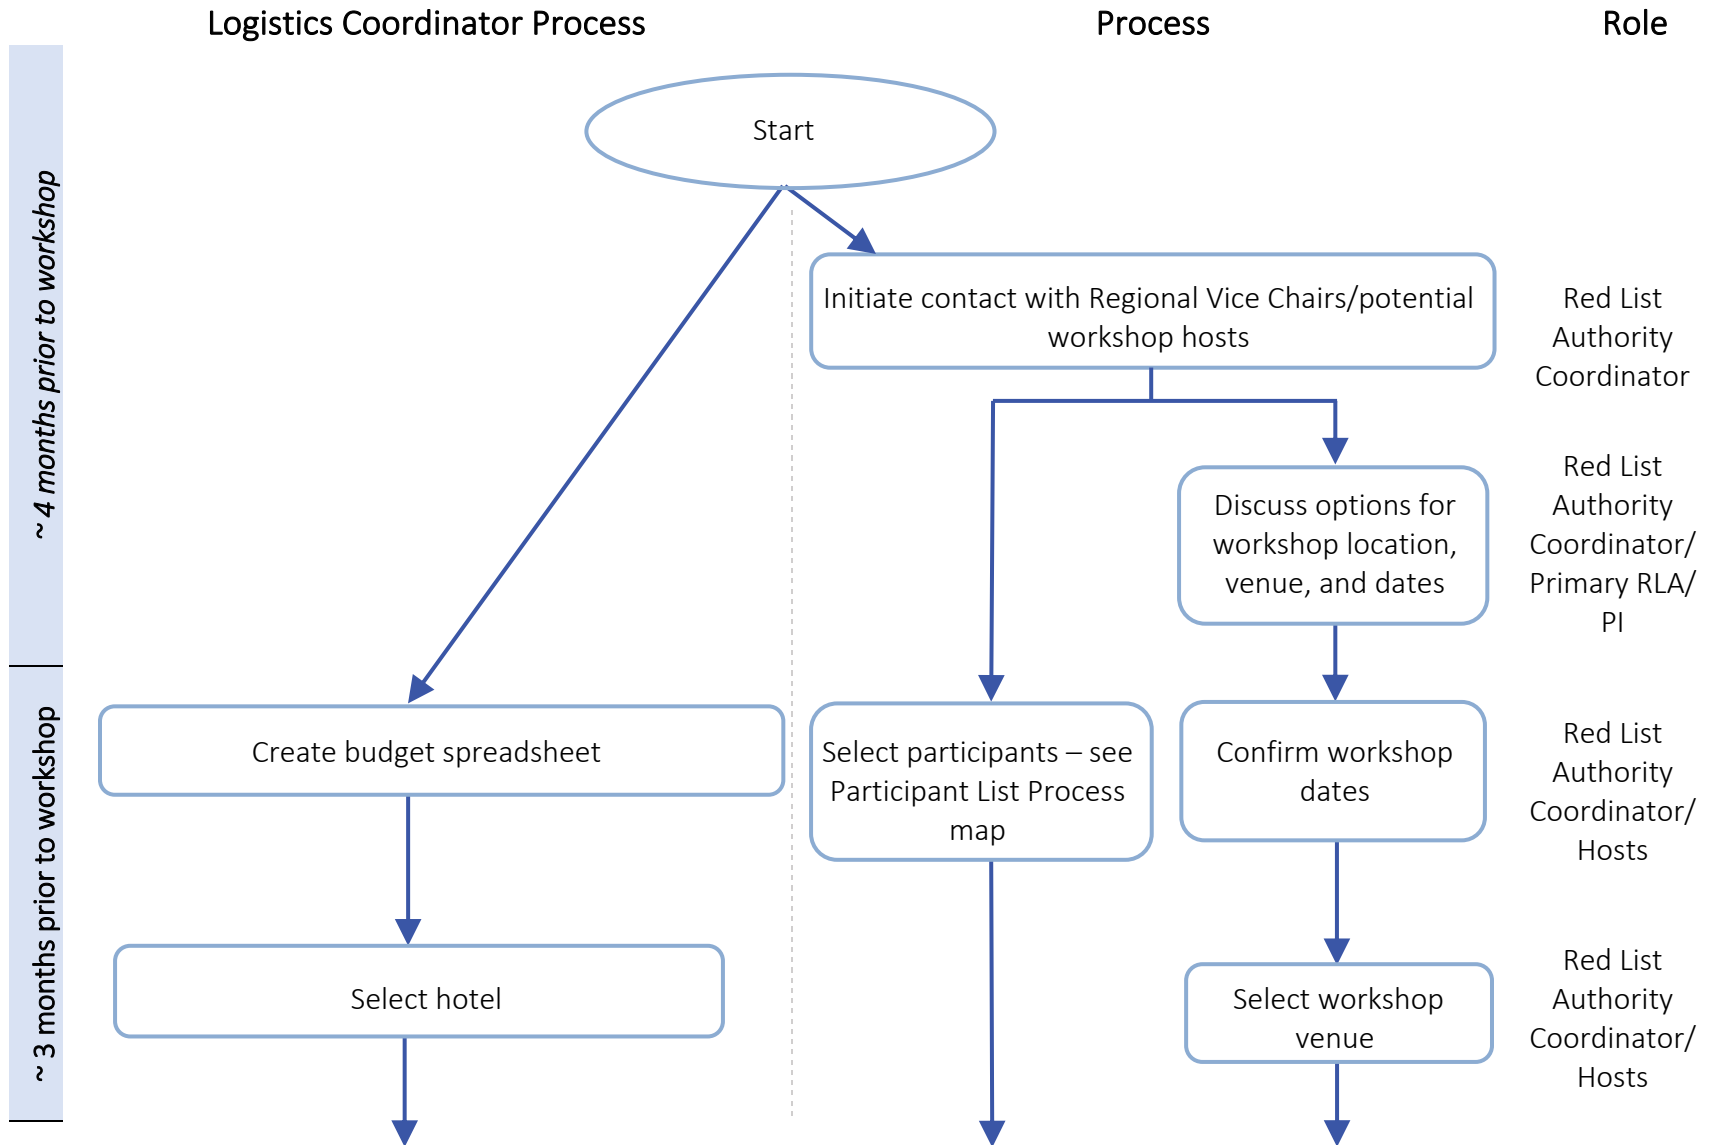 Logistics Coordinator Process
Process
Role
~ 4 months prior to workshop
Start
Initiate contact with Regional Vice Chairs/potential
workshop hosts
Red List
Authority
Coordinator
Discuss options for
workshop location,
venue, and dates
Red List
Authority
Coordinator/
Primary RLA/
PI
~ 3 months prior to workshop
Create budget spreadsheet
Select participants – see
Participant List Process
map
Confirm workshop
dates
Red List
Authority
Coordinator/
Hosts
Select hotel
Select workshop
venue
Red List
Authority
Coordinator/
Hosts